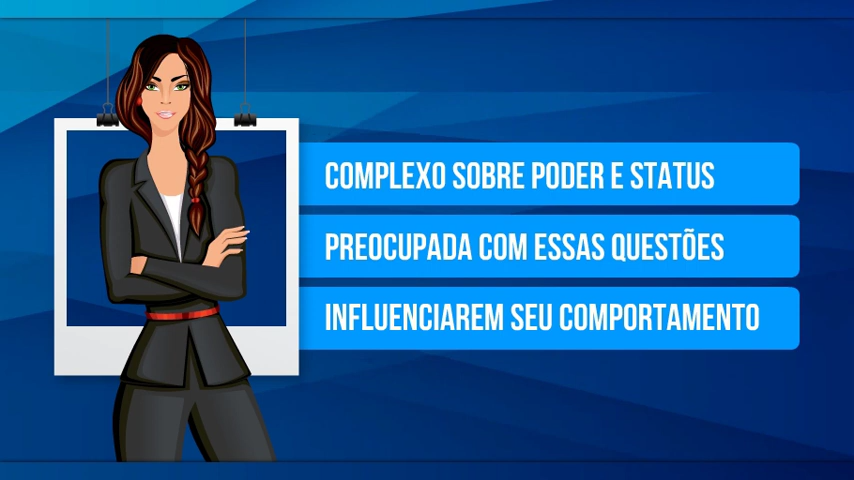 COMPLEXO SOBRE PODER E STATUS
PREOCUPADA COM ESSAS QUESTÕES
INFLUENCIAREM SEU COMPORTAMENTO